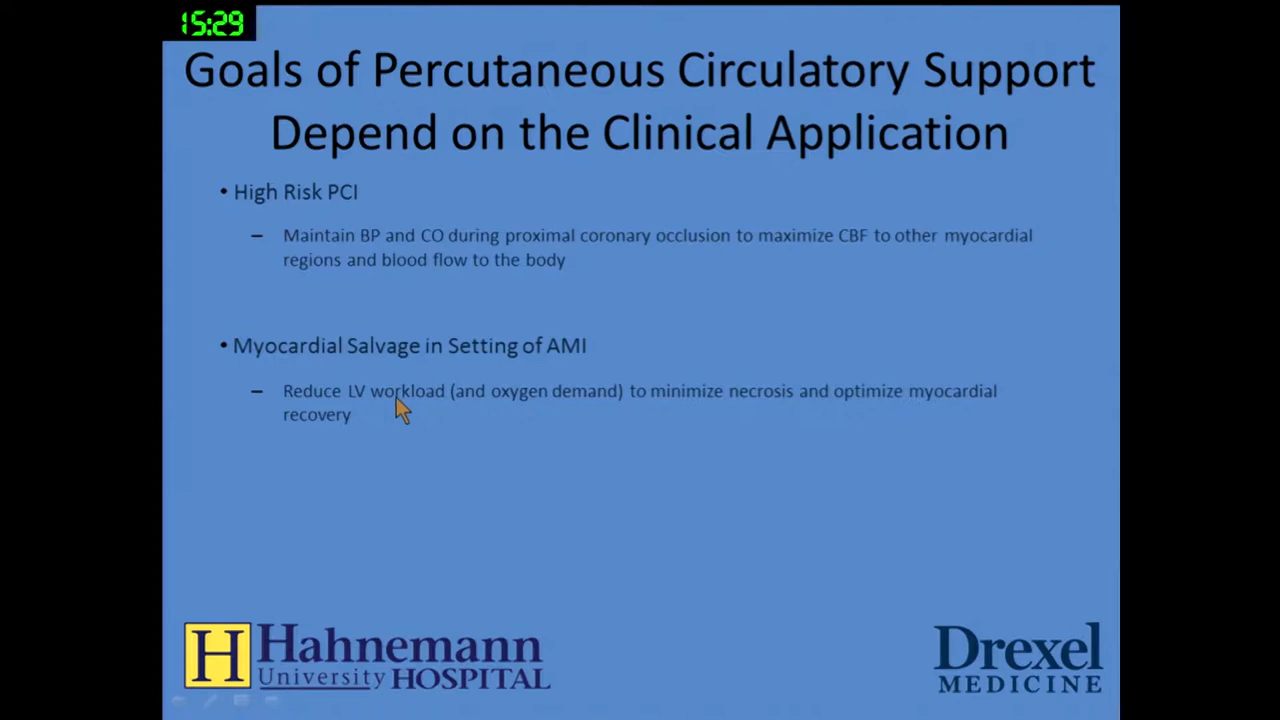 15:29
Goals of Percutaneous Circulatory Support
Depend on the Clinical Application
• High Risk PCI
– Maintain BP and CO during proximal coronary occlusion to maximize CBF to other myocardial
regions and blood flow to the body
• Myocardial Salvage in Setting of AMI
– Reduce LV workload (and oxygen demand) to minimize necrosis and optimize myocardial
recovery
H Hahnemann
University HOSPITAL
Drexel
MEDICINE